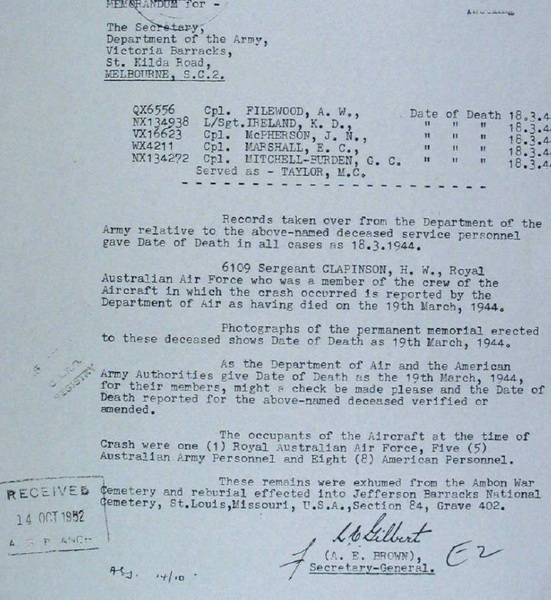 MEMORANDUM for -
The Secretary,
Department of the Army,
Victoria Barracks,
St. Kilda Road,
MELBOURNE, S.C.2.
QX6556 Cpl. FILEWOOD, A. W., Date of Death 18.3.4
NX134938 L/Sgt.IRELAND, K. D., " " " 18.3.4
VX16623 Cpl. McPHERSON, J. N., " " " 18.3.4
WX4211 Cpl. MARSHALL, E. C., " " " 18.3.4
NX134272 Cpl. MITCHELL-BURDEN, G. C. " " " 18.3.4
Served as - TAYLOR, M.C.
Records taken over from the Department of the
Army relative to the above-named deceased service personnel
gave Date of Death in all cases as 18.3.1944.
6109 Sergeant CLAPINSON, H. W., Royal
Australian Air Force who was a member of the crew of the
Aircraft in which the crash occurred is reported by the
Department of Air as having died on the 19th March, 1944.
Photographs of the permanent memorial erected
to these deceased shows Date of Death as 19th March, 1944.
As the Department of Air and the American
Army Authorities give Date of Death as the 19th March, 1944,
for their members, might a check be made please and the Date of
Death reported for the above-named deceased verified or
amended.
The occupants of the Aircraft at the time of
Crash were one (1) Royal Australian Air Force, Five (5)
Australian Army Personnel and Eight (8) American Personnel.
These remains were exhumed from the Ambon War
Cemetery and reburial effected into Jefferson Barracks National
Cemetery, St.Louis,Missouri, U.S.A.,Section 84, Grave 402.
REGISTRY
RECEIVED
14 OCT 1952
Gilbert
(A. E. BROWN),
Secretary-General.
E2
14/10